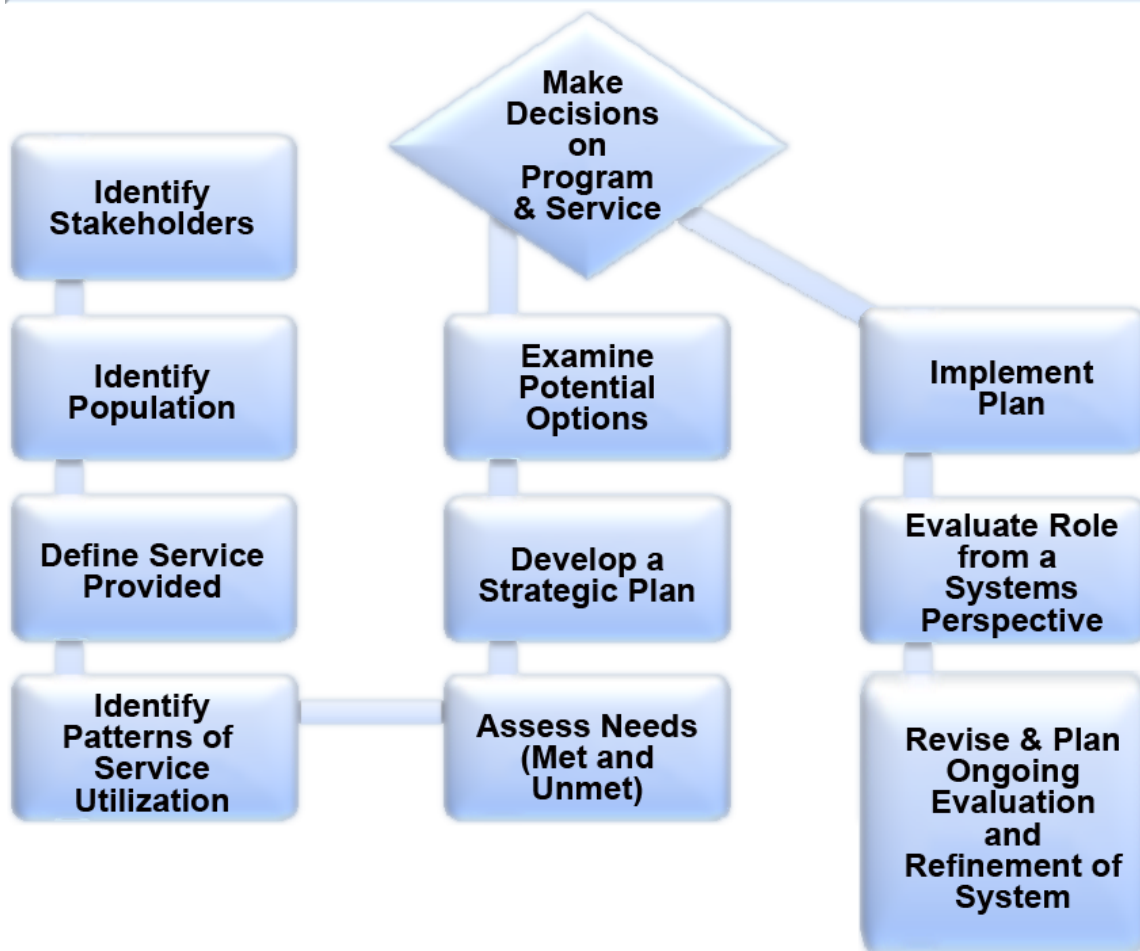 Identify
Stakeholders
Identify
Population
Define Service
Provided
Identify
Patterns of
Service
Utilization
Assess Needs
(Met and
Unmet)
Develop a
Strategic Plan
Examine
Potential
Options
Make
Decisions
on
Program
& Service
Implement
Plan
Evaluate Role
from a
Systems
Perspective
Revise & Plan
Ongoing
Evaluation
and
Refinement of
System